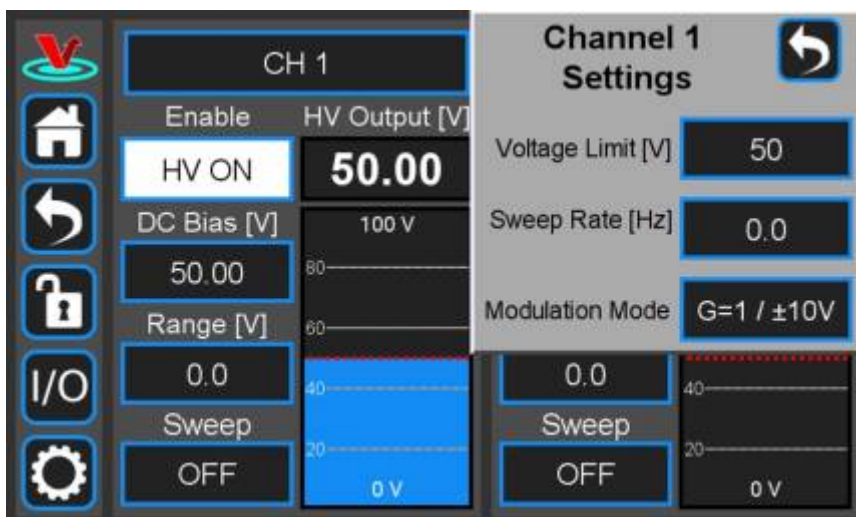 CH 1
Enable
HV Output [V]
HV ON
50.00
DC Bias [V]
50.00
Range [V]
0.0
Sweep
OFF
100 V
80
60
40
20
0 V
I/O
Channel 1
Settings
Voltage Limit [V]
50
Sweep Rate [Hz]
0.0
Modulation Mode
G=1 / ±10V
0.0
Sweep
OFF
40
20
0 V